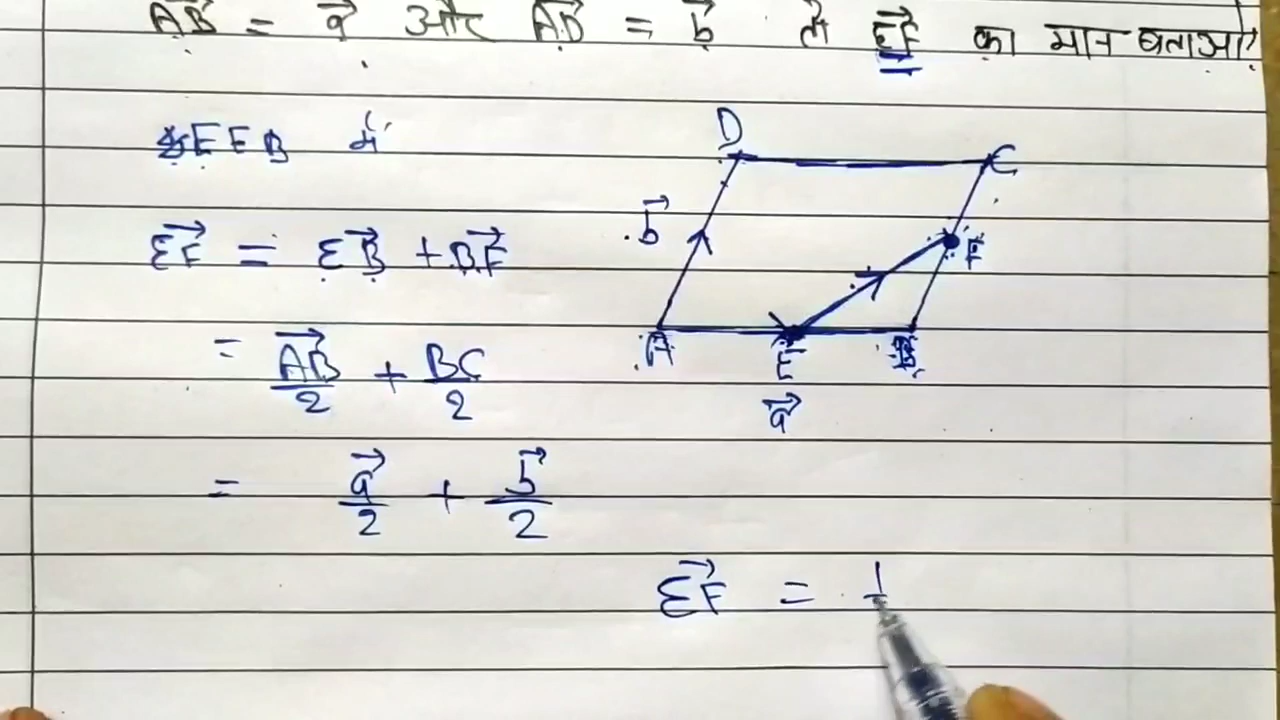 AB⃗ = a⃗ और AD⃗ = b⃗ तो EF⃗ का मान बताओ?
EFB में
EF⃗ = EB⃗ + BF⃗
= AB⃗/2 + BC/2
= a⃗/2 + b⃗/2
EF⃗ = 1
D
C
b⃗
F
A
E
B
a⃗